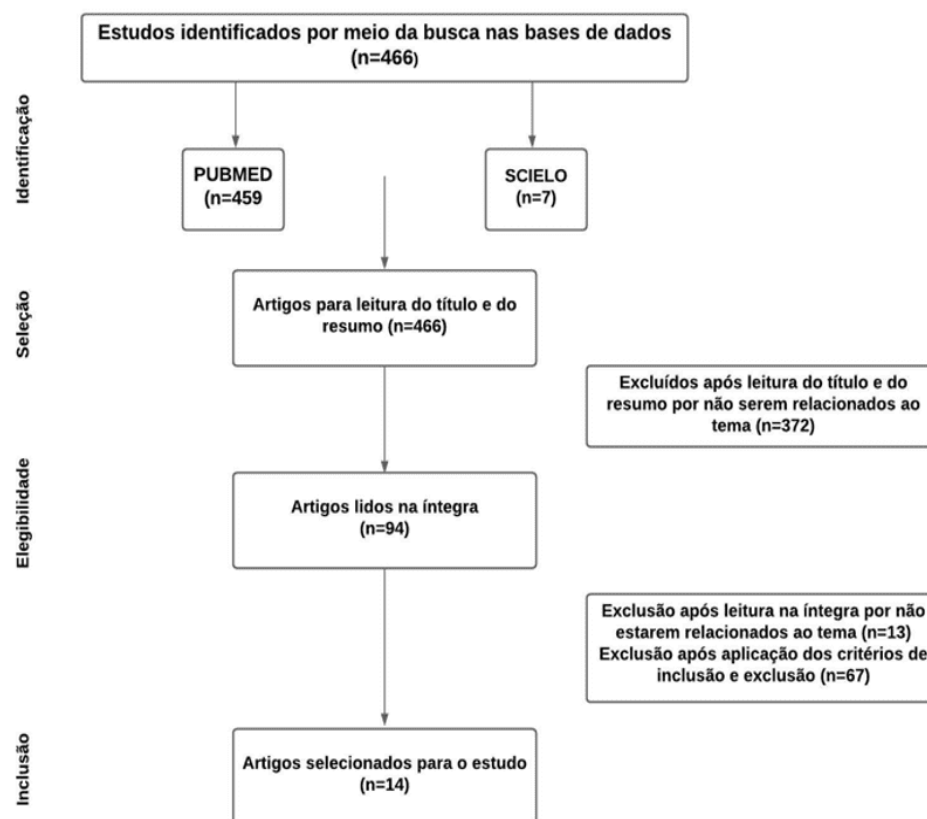 Estudos identificados por meio da busca nas bases de dados
(n=466)
Identificação
PUBMED
(n=459
SCIELO
(n=7)
Seleção
Artigos para leitura do título e do
resumo (n=466)
Excluídos após leitura do título e do
resumo por não serem relacionados ao
tema (n=372)
Elegibilidade
Artigos lidos na íntegra
(n=94)
Exclusão após leitura na íntegra por não
estarem relacionados ao tema (n=13)
Exclusão após aplicação dos critérios de
inclusão e exclusão (n=67)
Inclusão
Artigos selecionados para o estudo
(n=14)